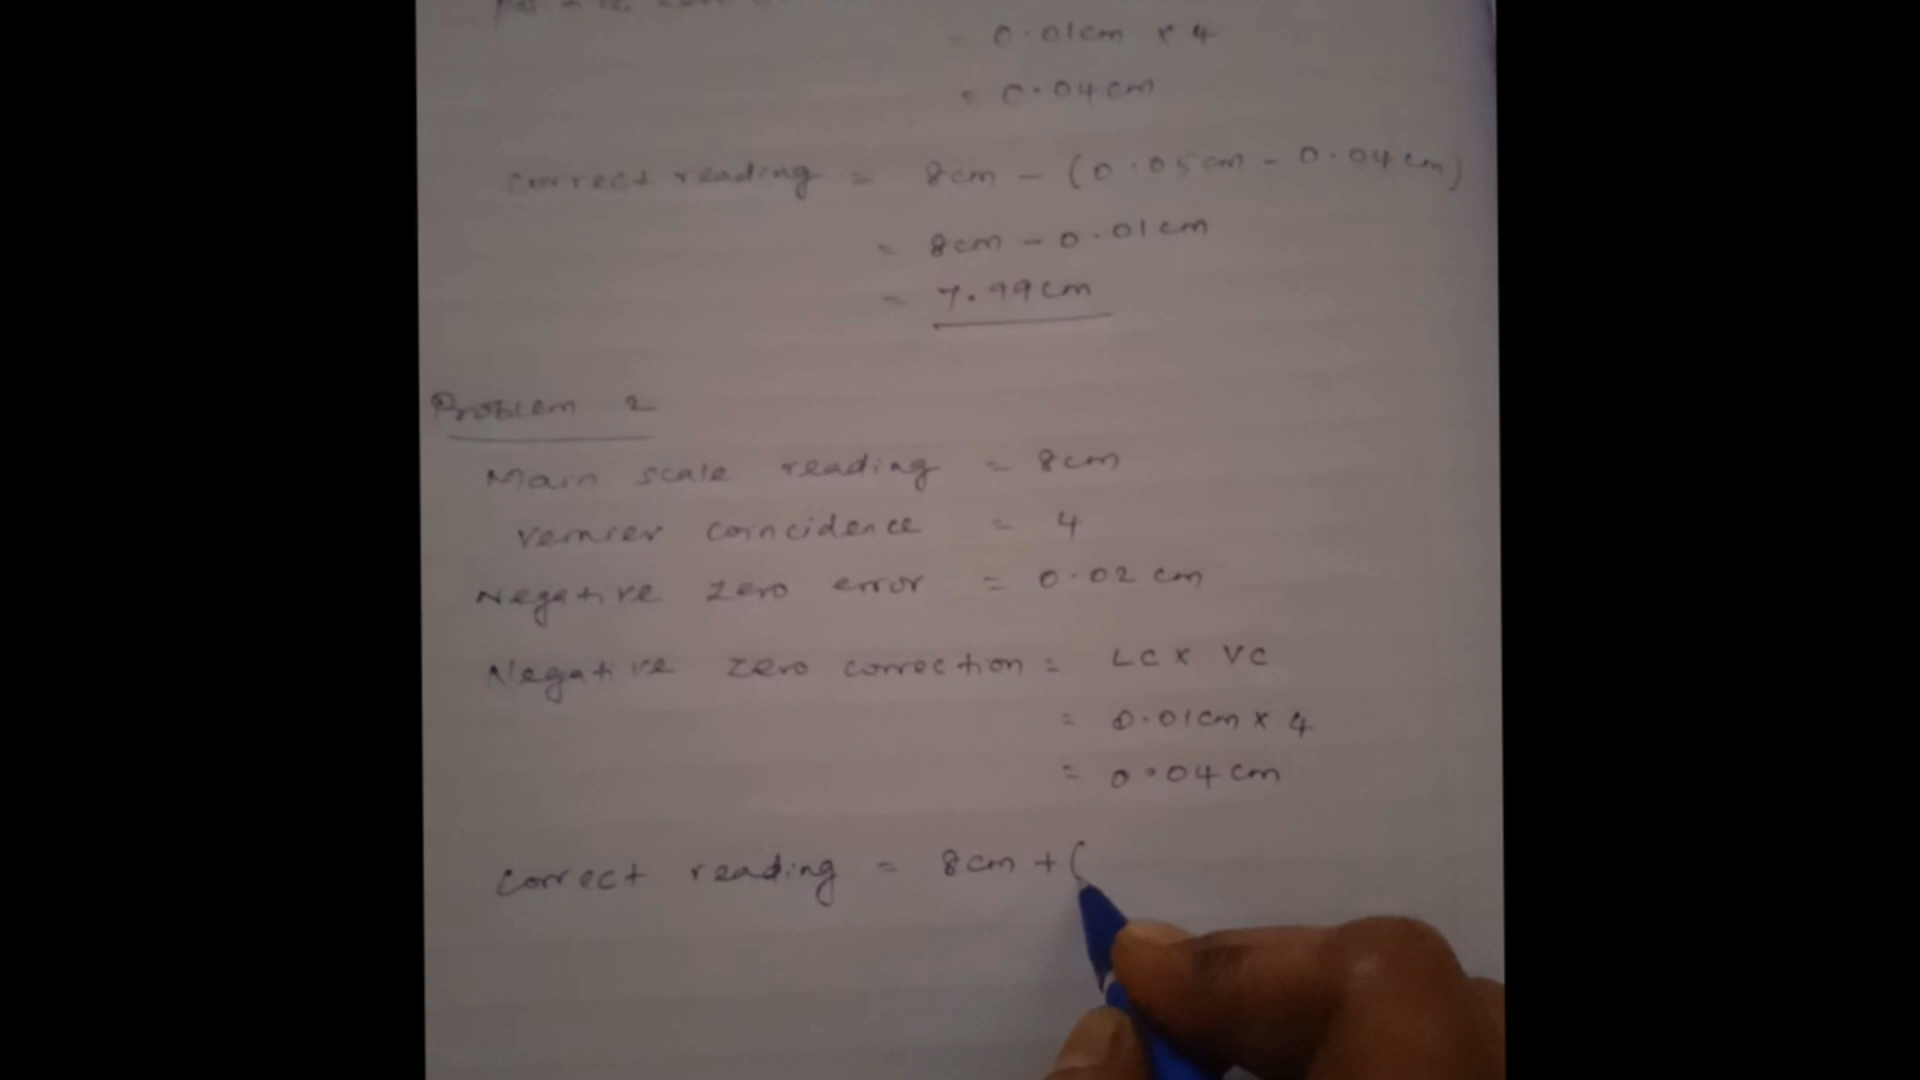 0.01cm x 4
= 0.04cm
correct reading = 8cm - (0.05cm - 0.04cm)
= 8cm - 0.01cm
= 7.99cm
Problem 2
Main scale reading = 8cm
vernier coincidence = 4
Negative zero error = 0.02 cm
Negative zero correction = LC x VC
= 0.01cm x 4
= 0.04cm
correct reading = 8cm + (